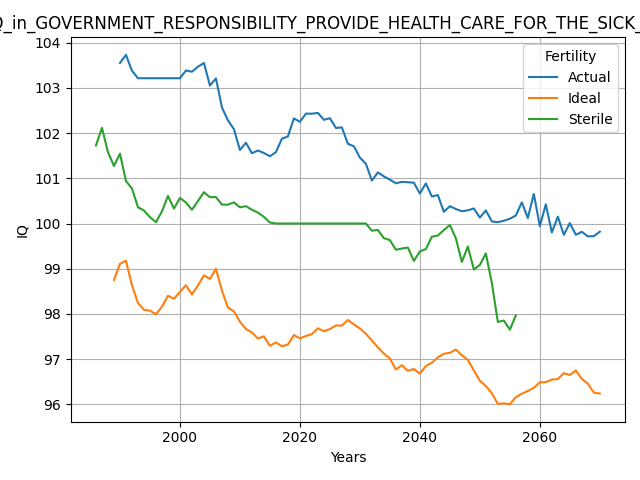 _in_GOVERNMENT_RESPONSIBILITY_PROVIDE_HEALTH_CARE_FOR_THE_SICK_
104
103
102
101
100
99
98
97
96
IQ
Fertility
Actual
Ideal
Sterile
2000 2020 2040 2060
Years